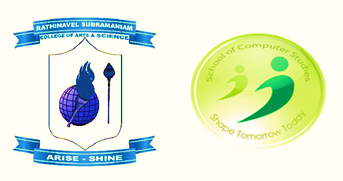 RATHINAVEL SUBRAMANIAM
COLLEGE OF ARTS & SCIENCE
ARISE - SHINE
School of Computer Studies
Shape Tomorrow Today